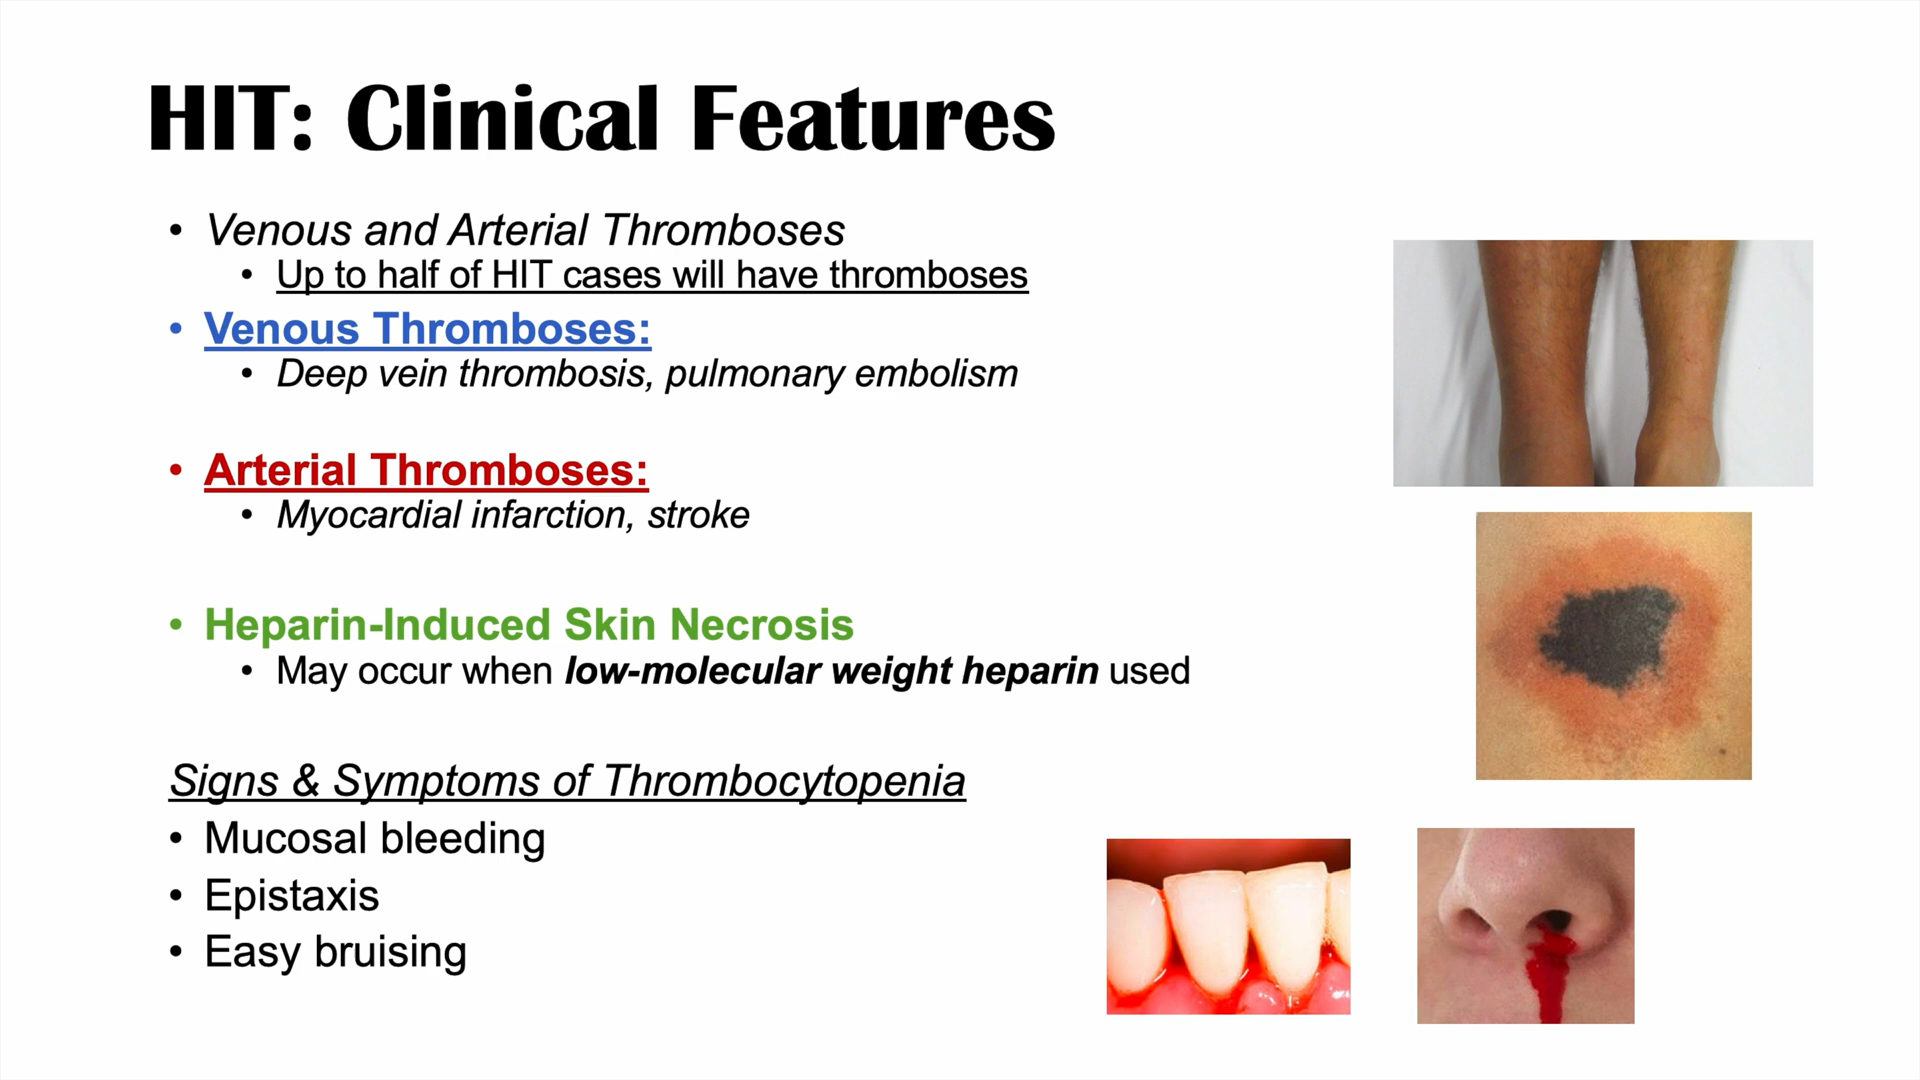 HIT: Clinical Features
• Venous and Arterial Thromboses
• Up to half of HIT cases will have thromboses
• Venous Thromboses:
• Deep vein thrombosis, pulmonary embolism
• Arterial Thromboses:
• Myocardial infarction, stroke
• Heparin-Induced Skin Necrosis
• May occur when low-molecular weight heparin used
Signs & Symptoms of Thrombocytopenia
• Mucosal bleeding
• Epistaxis
• Easy bruising